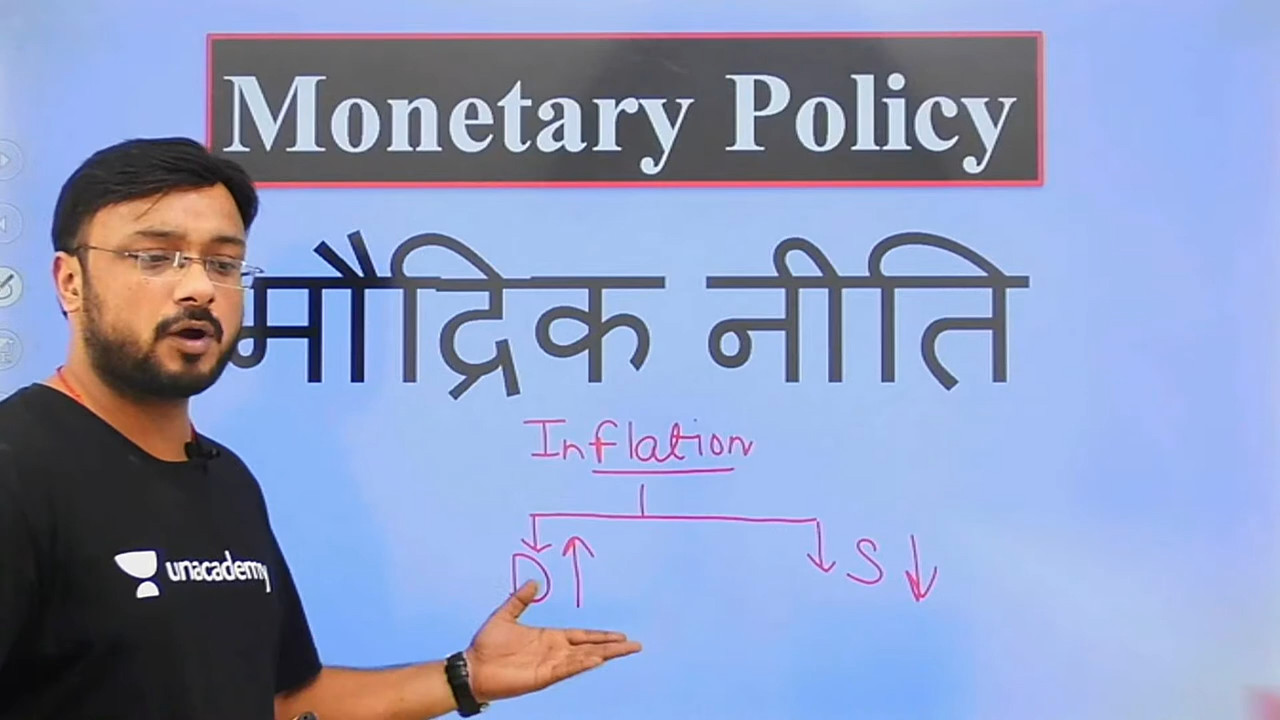 Monetary Policy
मौद्रिक नीति
Inflation
D ↑ S ↓
unacademy